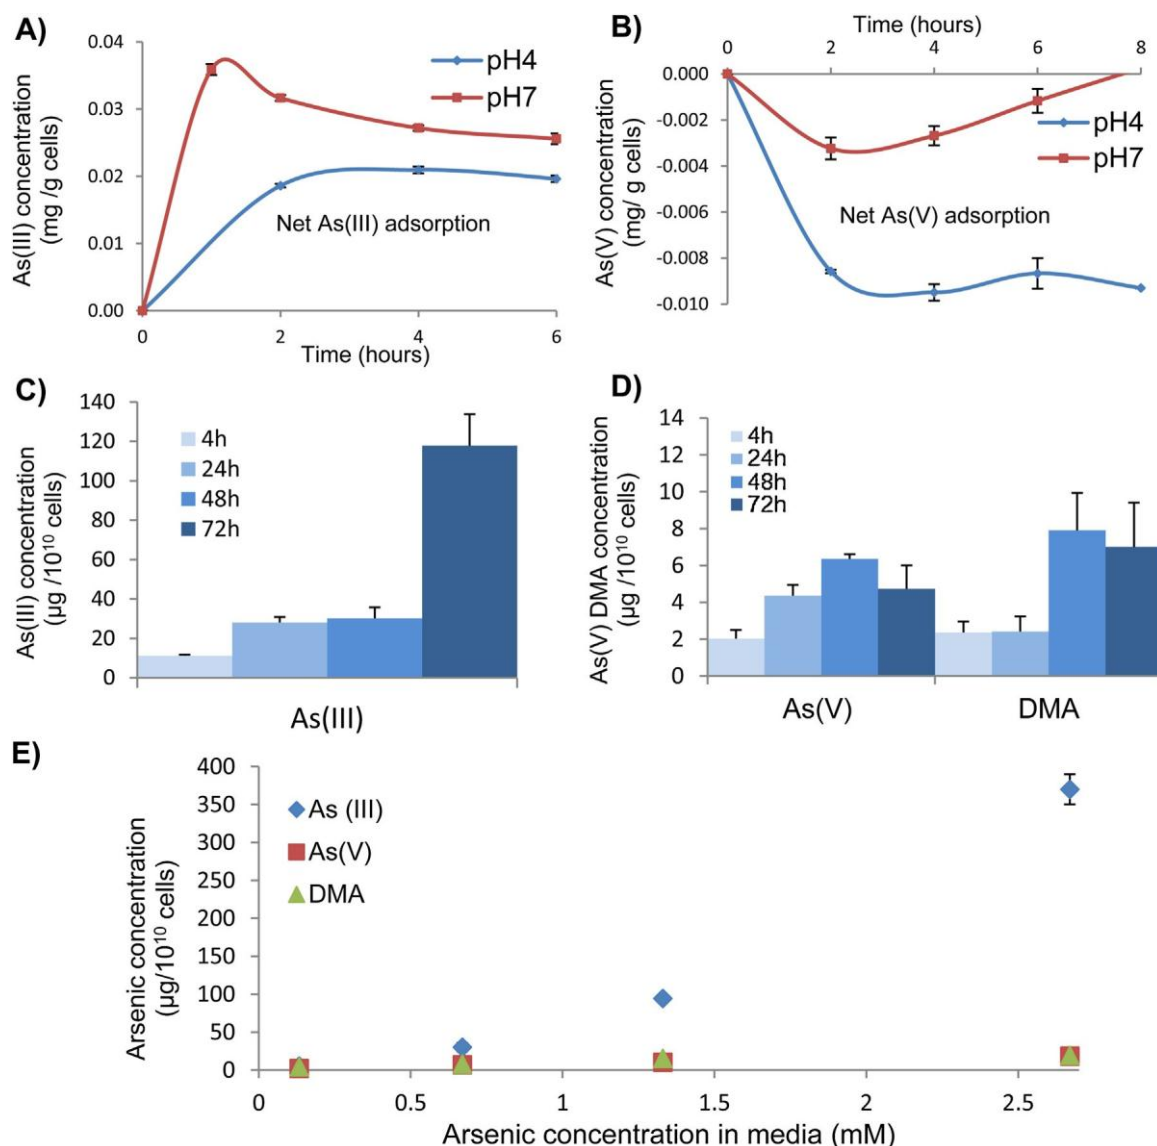 A)
As(III) concentration
(mg /g cells)
0.04
0.03
0.02
0.01
0.00
pH4
pH7
Net As(III) adsorption
0
2
4
6
Time (hours)
B)
Time (hours)
0
2
4
6
8
As(V) concentration
(mg/ g cells)
0.000
-0.002
-0.004
-0.006
-0.008
-0.010
pH4
pH7
Net As(V) adsorption
C)
As(III) concentration
(µg /10¹⁰ cells)
140
120
100
80
60
40
20
0
4h
24h
48h
72h
As(III)
D)
As(V) DMA concentration
(µg /10¹⁰ cells)
14
12
10
8
6
4
2
0
4h
24h
48h
72h
As(V)
DMA
E)
Arsenic concentration
(µg/10¹⁰ cells)
400
350
300
250
200
150
100
50
0
As (III)
As(V)
DMA
0
0.5
1
1.5
2
2.5
Arsenic concentration in media (mM)